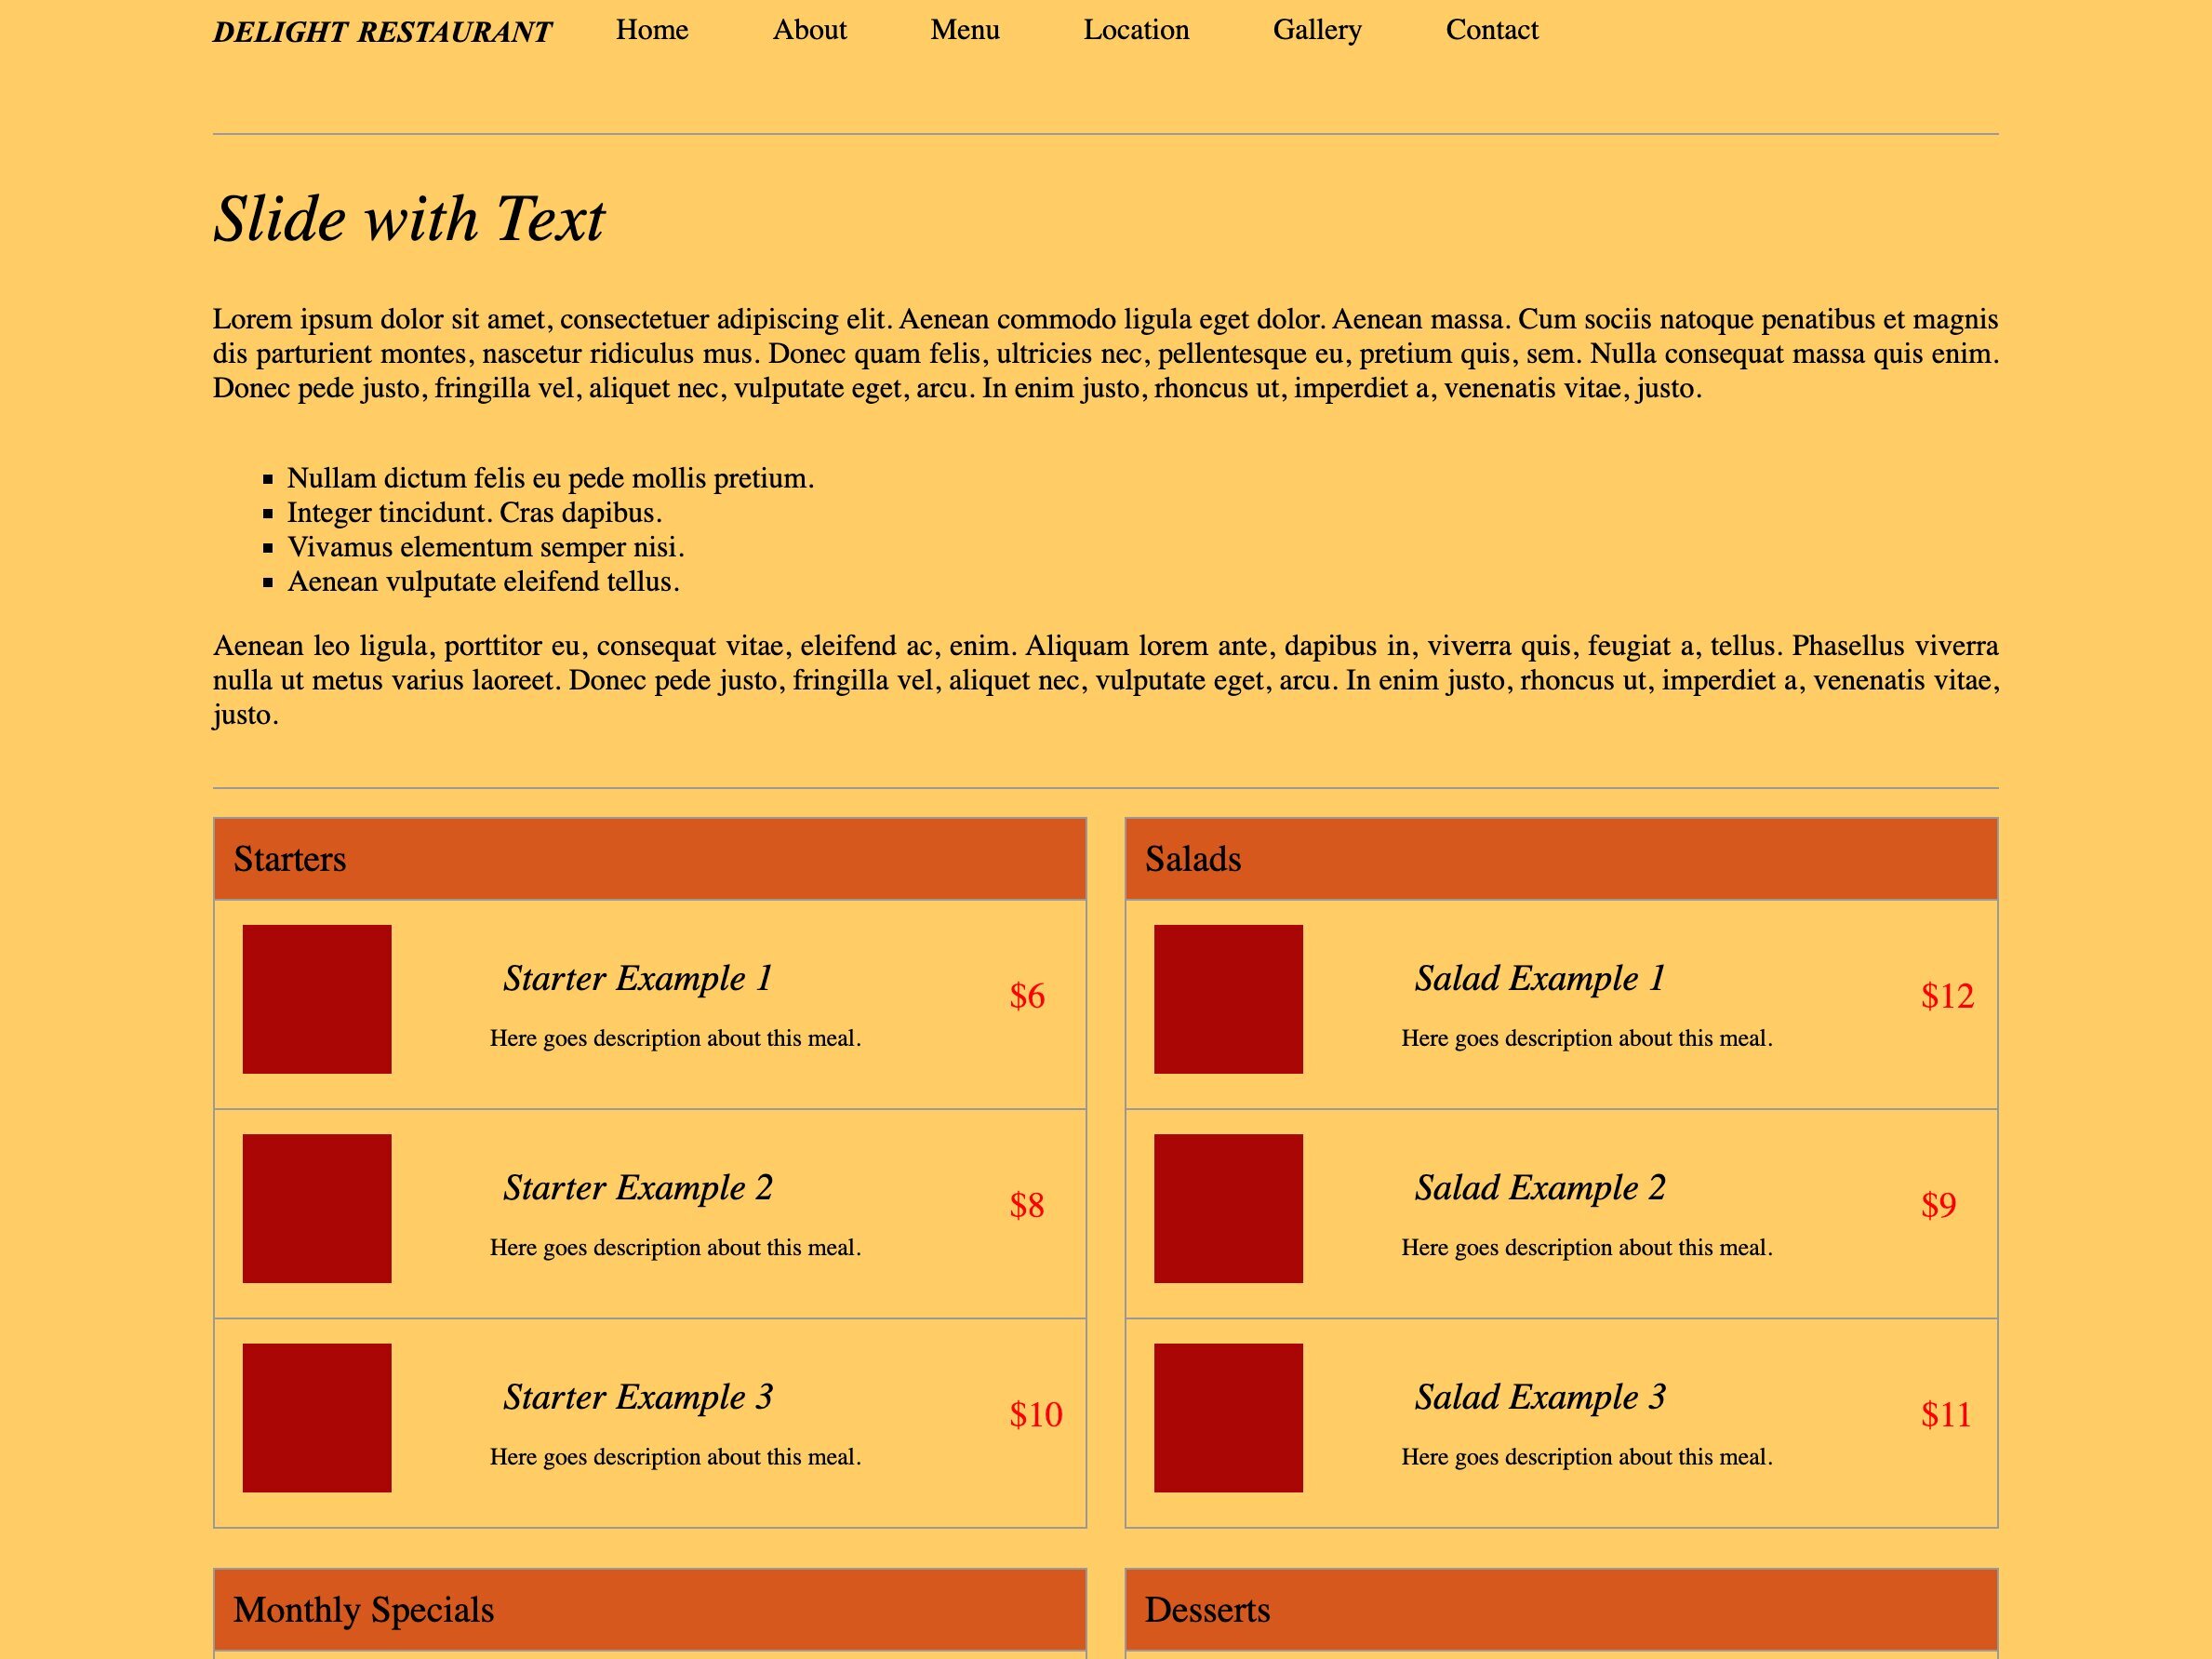 DELIGHT RESTAURANT Home About Menu Location Gallery Contact
Slide with Text
Lorem ipsum dolor sit amet, consectetuer adipiscing elit. Aenean commodo ligula eget dolor. Aenean massa. Cum sociis natoque penatibus et magnis
dis parturient montes, nascetur ridiculus mus. Donec quam felis, ultricies nec, pellentesque eu, pretium quis, sem. Nulla consequat massa quis enim.
Donec pede justo, fringilla vel, aliquet nec, vulputate eget, arcu. In enim justo, rhoncus ut, imperdiet a, venenatis vitae, justo.
Nullam dictum felis eu pede mollis pretium.
Integer tincidunt. Cras dapibus.
Vivamus elementum semper nisi.
Aenean vulputate eleifend tellus.
Aenean leo ligula, porttitor eu, consequat vitae, eleifend ac, enim. Aliquam lorem ante, dapibus in, viverra quis, feugiat a, tellus. Phasellus viverra
nulla ut metus varius laoreet. Donec pede justo, fringilla vel, aliquet nec, vulputate eget, arcu. In enim justo, rhoncus ut, imperdiet a, venenatis vitae,
justo.
Starters
Starter Example 1
$6
Here goes description about this meal.
Starter Example 2
$8
Here goes description about this meal.
Starter Example 3
$10
Here goes description about this meal.
Salads
Salad Example 1
$12
Here goes description about this meal.
Salad Example 2
$9
Here goes description about this meal.
Salad Example 3
$11
Here goes description about this meal.
Monthly Specials
Desserts